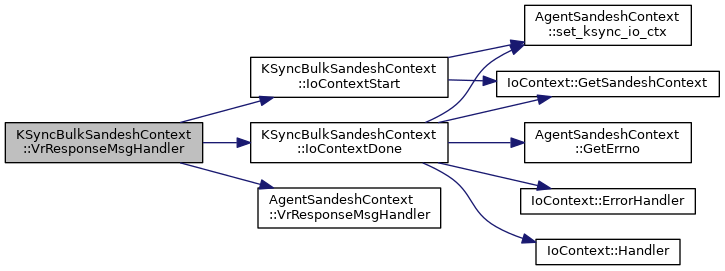 KSyncBulkSandeshContext
::VrResponseMsgHandler
KSyncBulkSandeshContext
::IoContextStart
KSyncBulkSandeshContext
::IoContextDone
AgentSandeshContext
::VrResponseMsgHandler
AgentSandeshContext
::set_ksync_io_ctx
IoContext::GetSandeshContext
AgentSandeshContext
::GetErrno
IoContext::ErrorHandler
IoContext::Handler